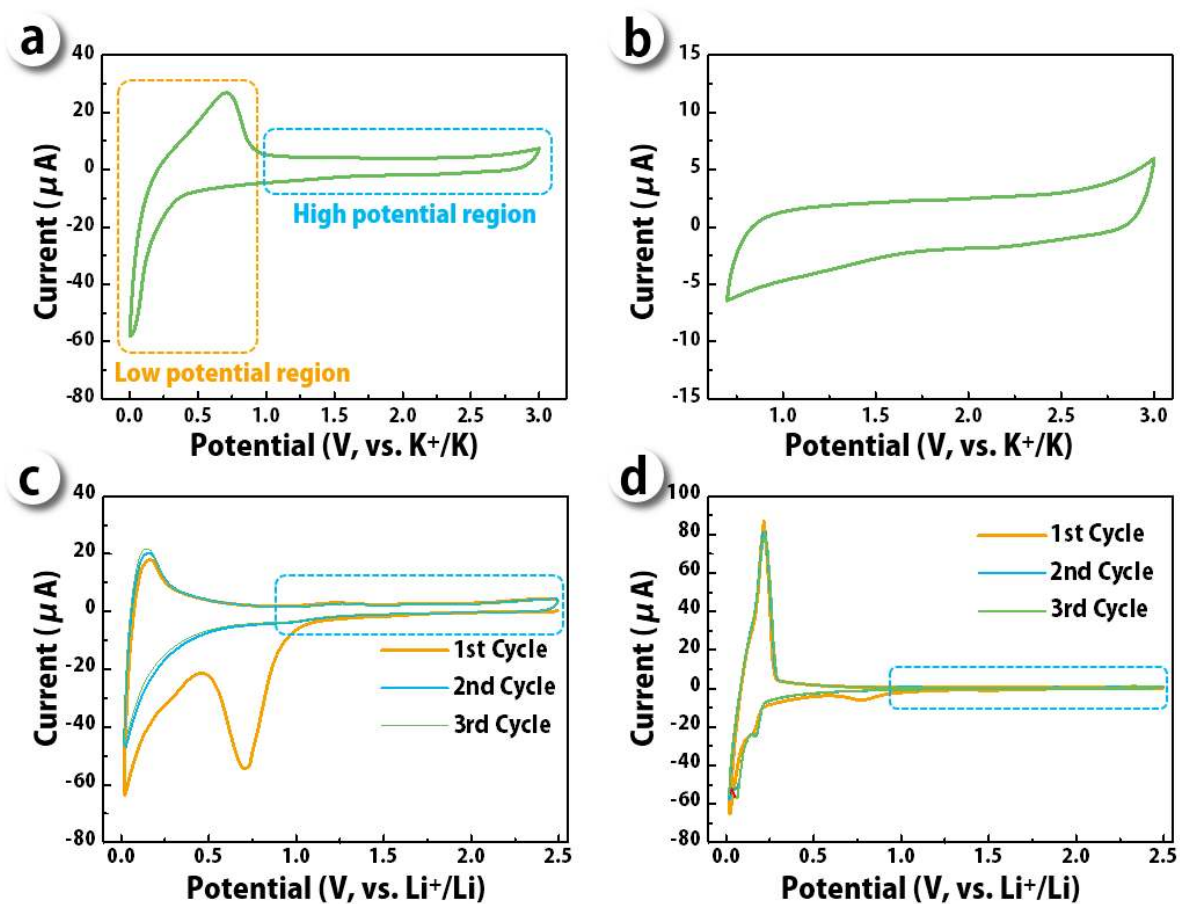 a
40
20
0
-20
-40
-60
-80
Current (μA)
High potential region
Low potential region
0.0 0.5 1.0 1.5 2.0 2.5 3.0
Potential (V, vs. K⁺/K)
b
15
10
5
0
-5
-10
-15
Current (μA)
1.0 1.5 2.0 2.5 3.0
Potential (V, vs. K⁺/K)
c
40
20
0
-20
-40
-60
-80
Current (μA)
1st Cycle
2nd Cycle
3rd Cycle
0.0 0.5 1.0 1.5 2.0 2.5
Potential (V, vs. Li⁺/Li)
d
100
80
60
40
20
0
-20
-40
-60
-80
Current (μA)
1st Cycle
2nd Cycle
3rd Cycle
0.0 0.5 1.0 1.5 2.0 2.5
Potential (V, vs. Li⁺/Li)